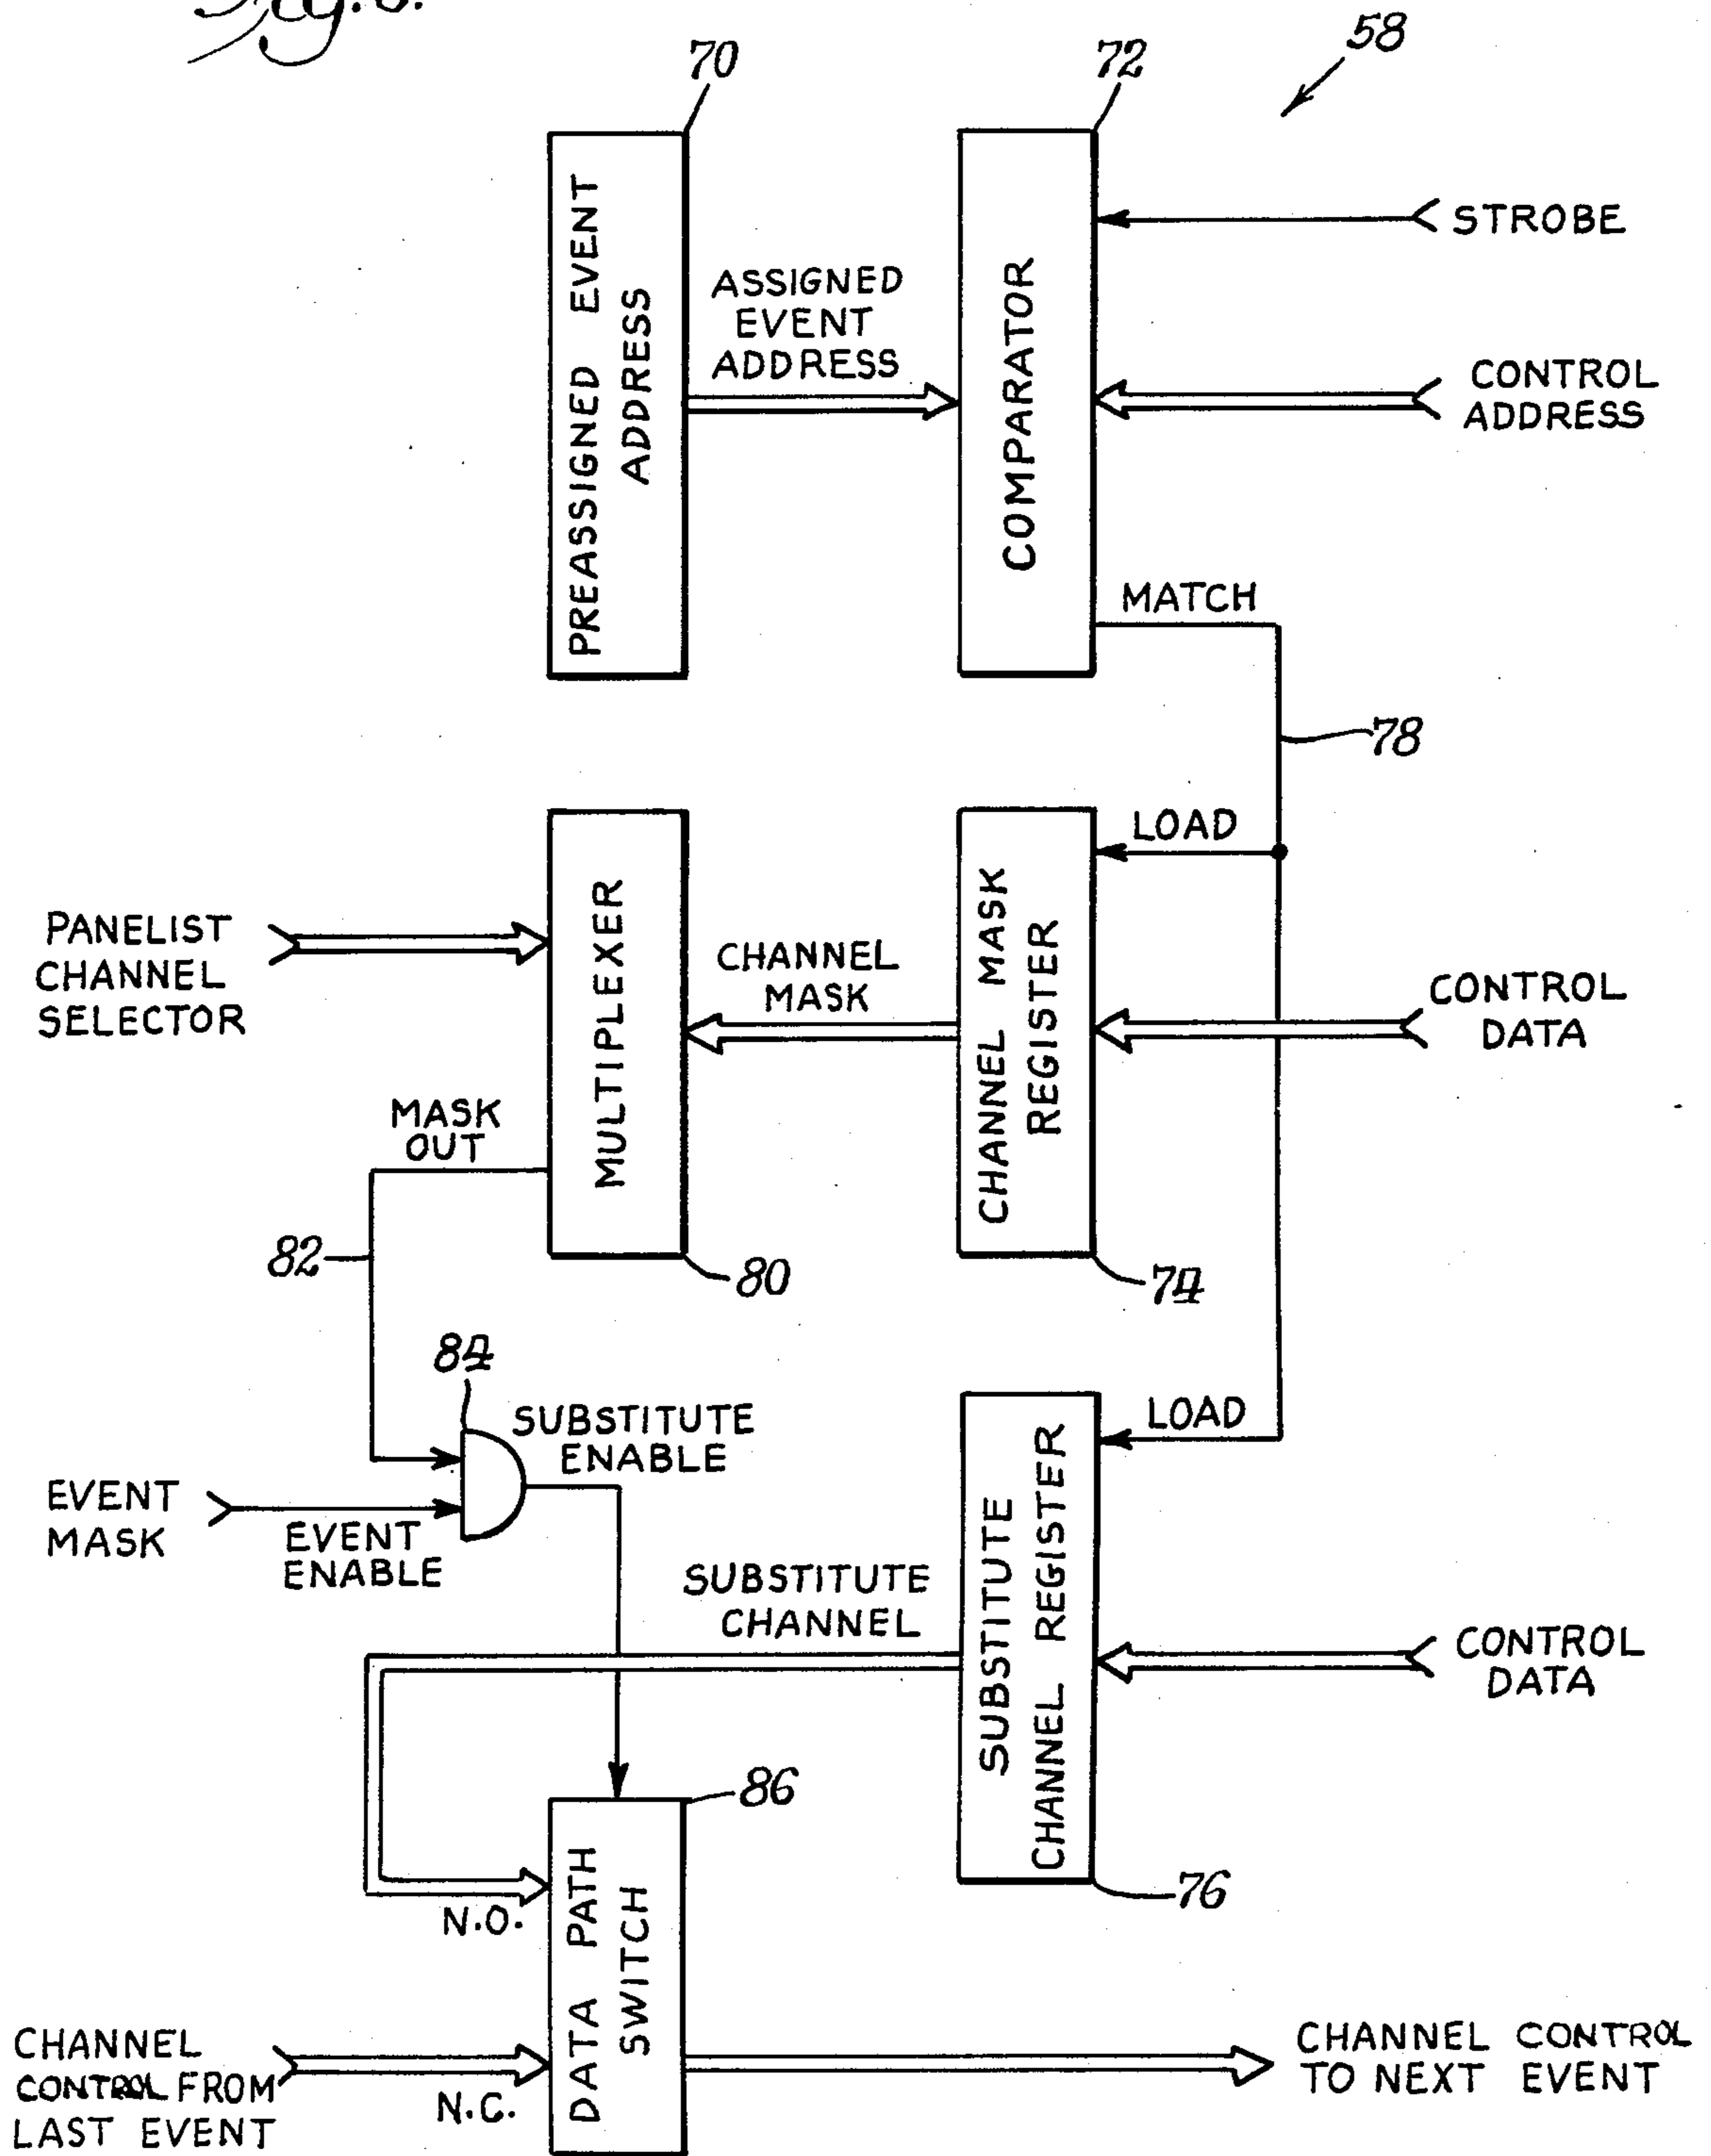 Fig.
70
72
58
PREASSIGNED EVENT
ADDRESS
ASSIGNED
EVENT
ADDRESS
COMPARATOR
STROBE
CONTROL
ADDRESS
MATCH
78
LOAD
PANELIST
CHANNEL
SELECTOR
MULTIPLEXER
CHANNEL
MASK
CHANNEL MASK
REGISTER
CONTROL
DATA
MASK
OUT
82
80
74
84
SUBSTITUTE
ENABLE
LOAD
EVENT
MASK
EVENT
ENABLE
SUBSTITUTE
CHANNEL
SUBSTITUTE
CHANNEL REGISTER
CONTROL
DATA
86
76
N.O.
DATA PATH
SWITCH
CHANNEL
CONTROL FROM
LAST EVENT
N.C.
CHANNEL CONTROL
TO NEXT EVENT